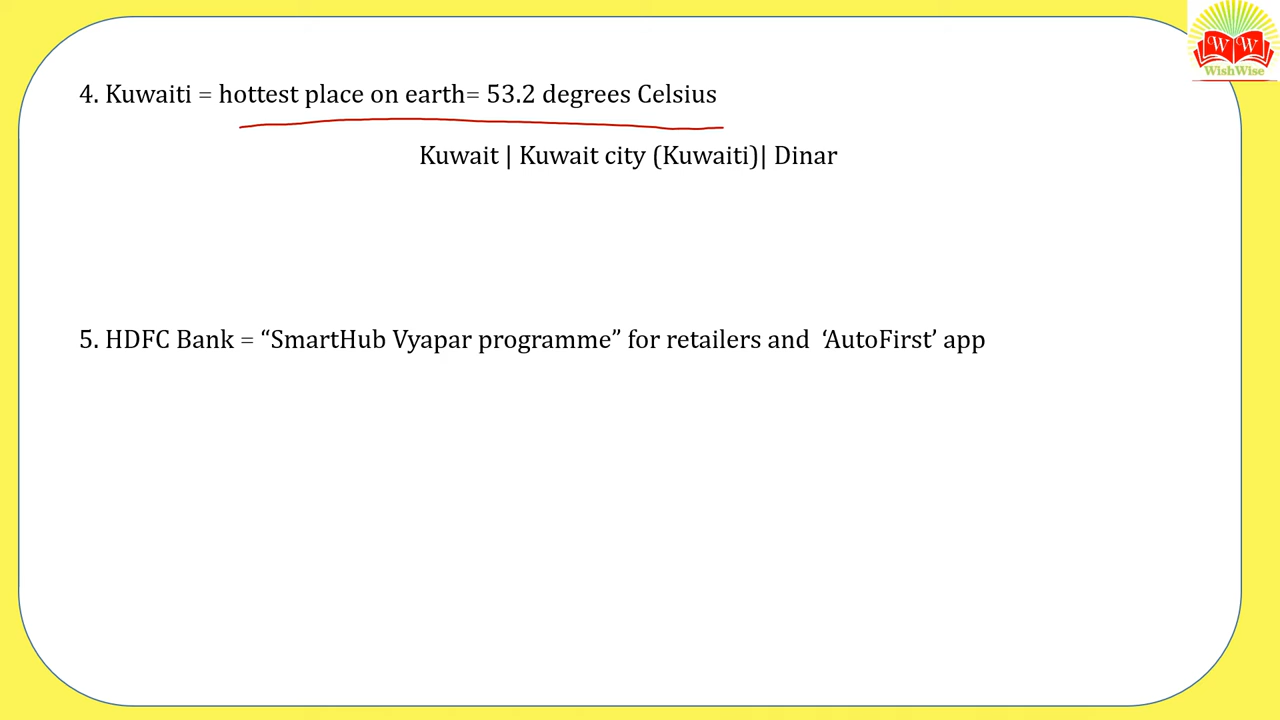 W W
WishWise
4. Kuwaiti = hottest place on earth= 53.2 degrees Celsius
Kuwait | Kuwait city (Kuwaiti)| Dinar
5. HDFC Bank = “SmartHub Vyapar programme” for retailers and ‘AutoFirst’ app